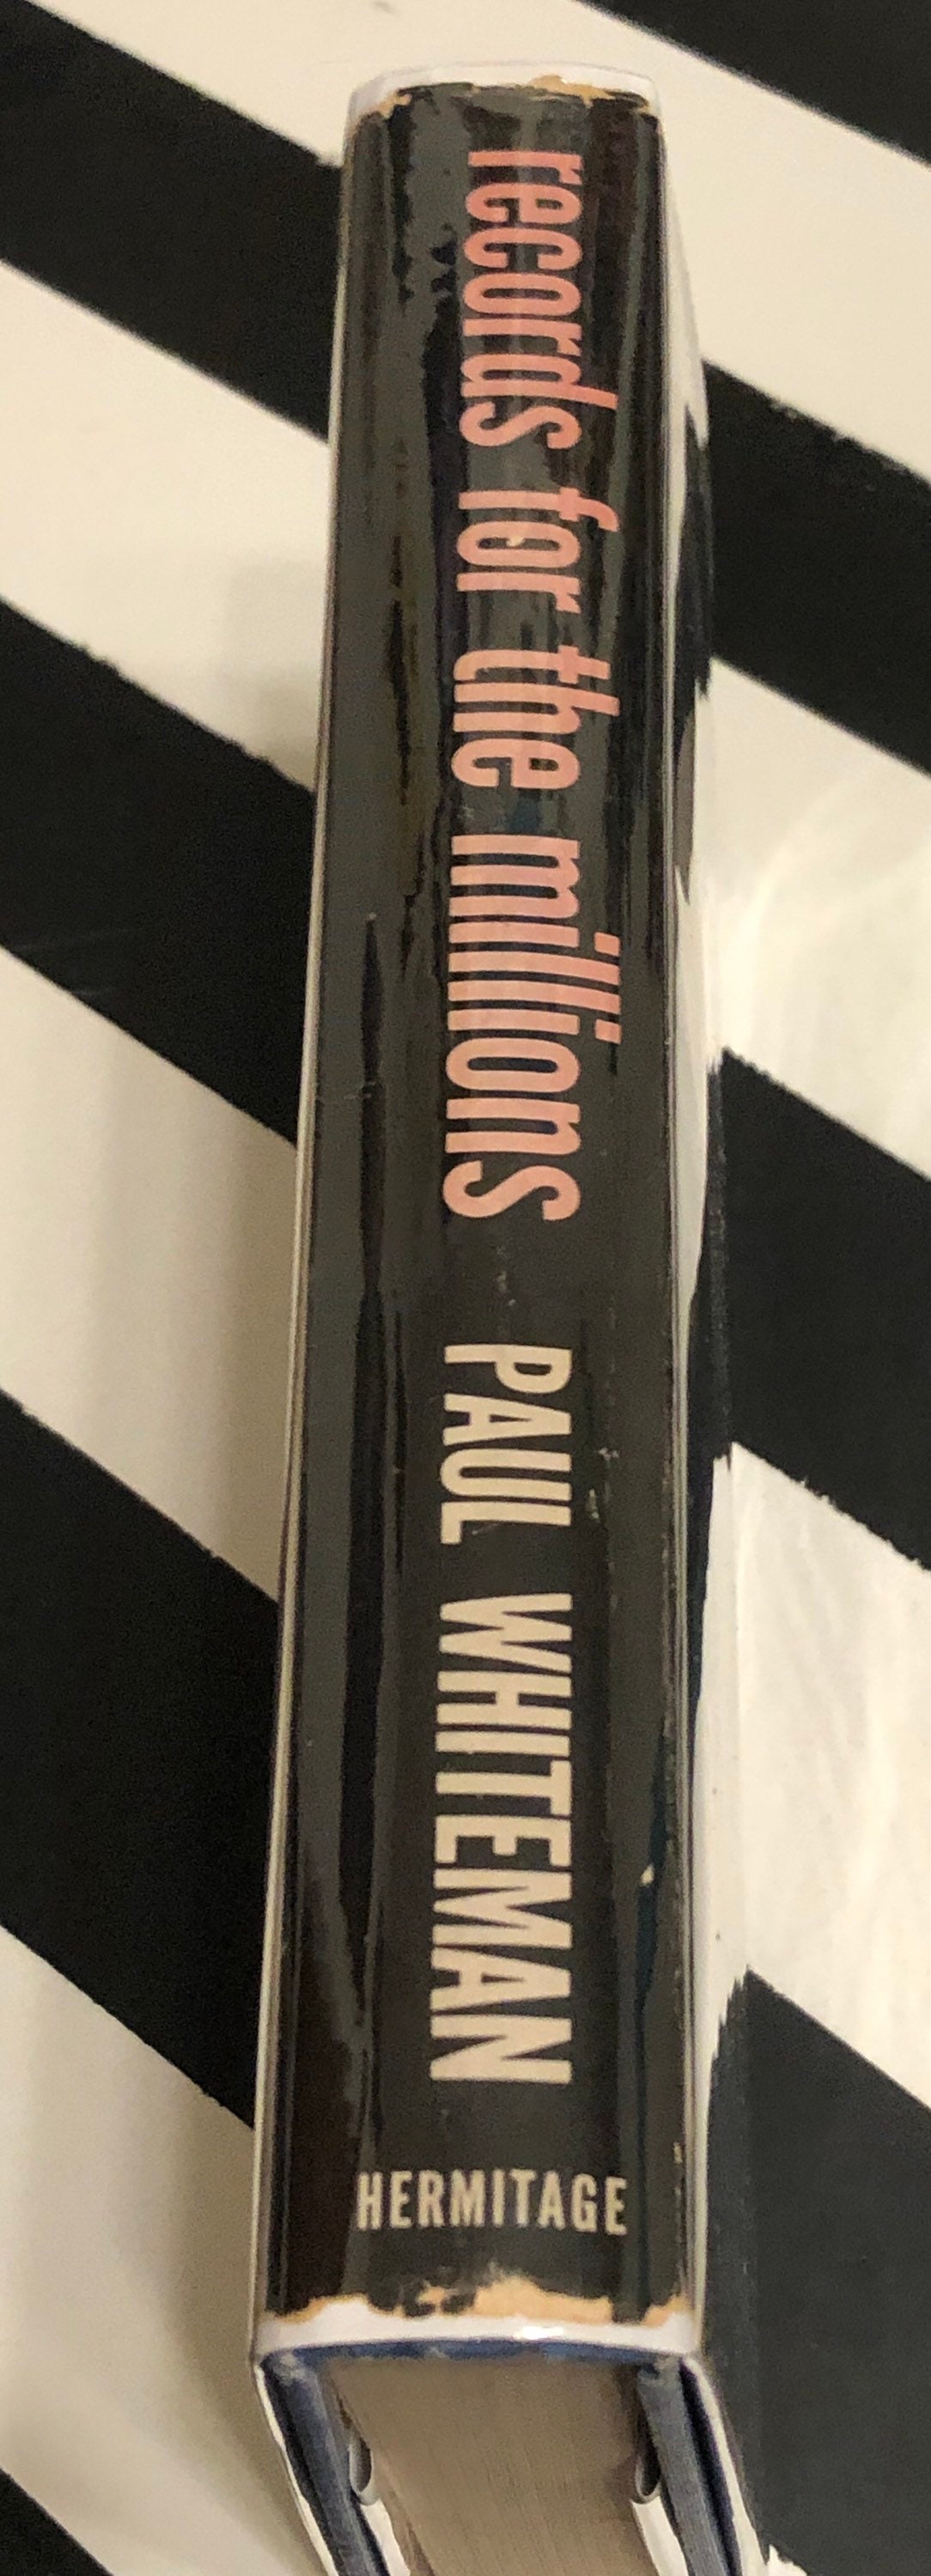 records for the millions
PAUL WHITEMAN
HERMITAGE